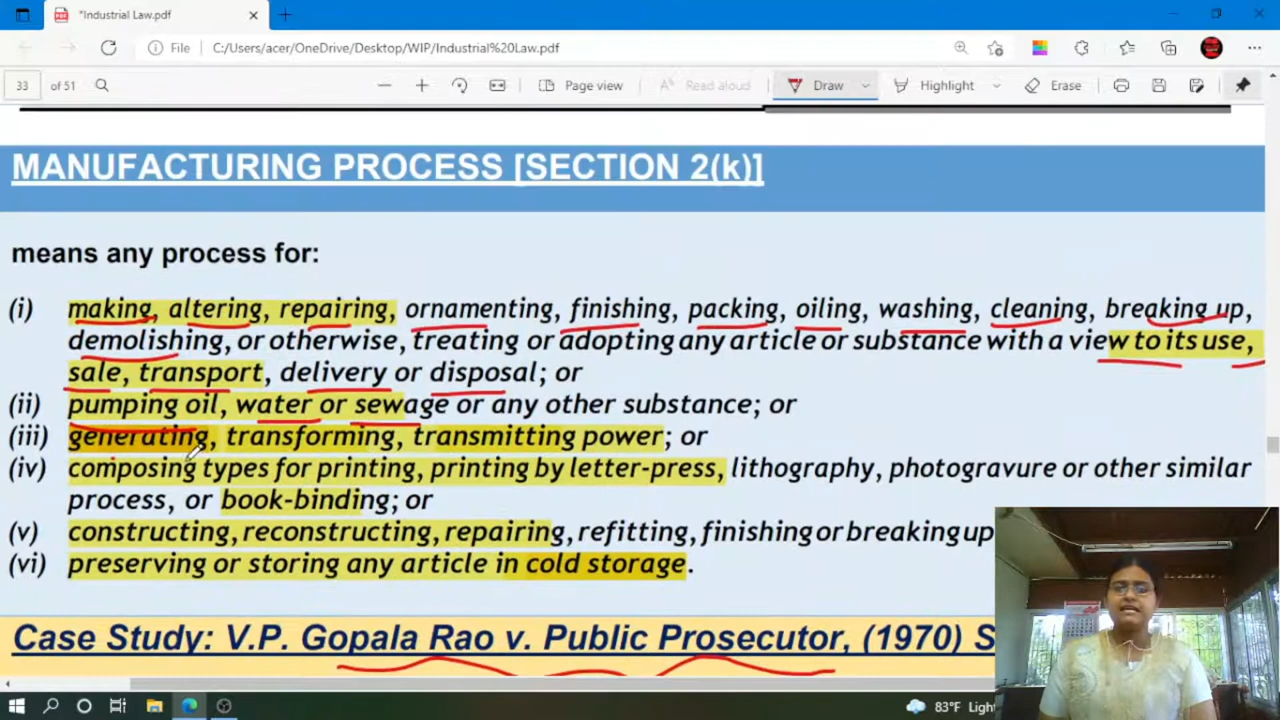 *Industrial Law.pdf
File C:/Users/acer/OneDrive/Desktop/WIP/Industrial%20Law.pdf
33 of 51 Page view Read aloud Draw Highlight Erase
MANUFACTURING PROCESS [SECTION 2(k)]
means any process for:
(i) making, altering, repairing, ornamenting, finishing, packing, oiling, washing, cleaning, breaking up,
demolishing, or otherwise, treating or adopting any article or substance with a view to its use,
sale, transport, delivery or disposal; or
(ii) pumping oil, water or sewage or any other substance; or
(iii) generating, transforming, transmitting power; or
(iv) composing types for printing, printing by letter-press, lithography, photogravure or other similar
process, or book-binding; or
(v) constructing, reconstructing, repairing, refitting, finishing or breaking up
(vi) preserving or storing any article in cold storage.
Case Study: V.P. Gopala Rao v. Public Prosecutor, (1970) S
83°F Ligh